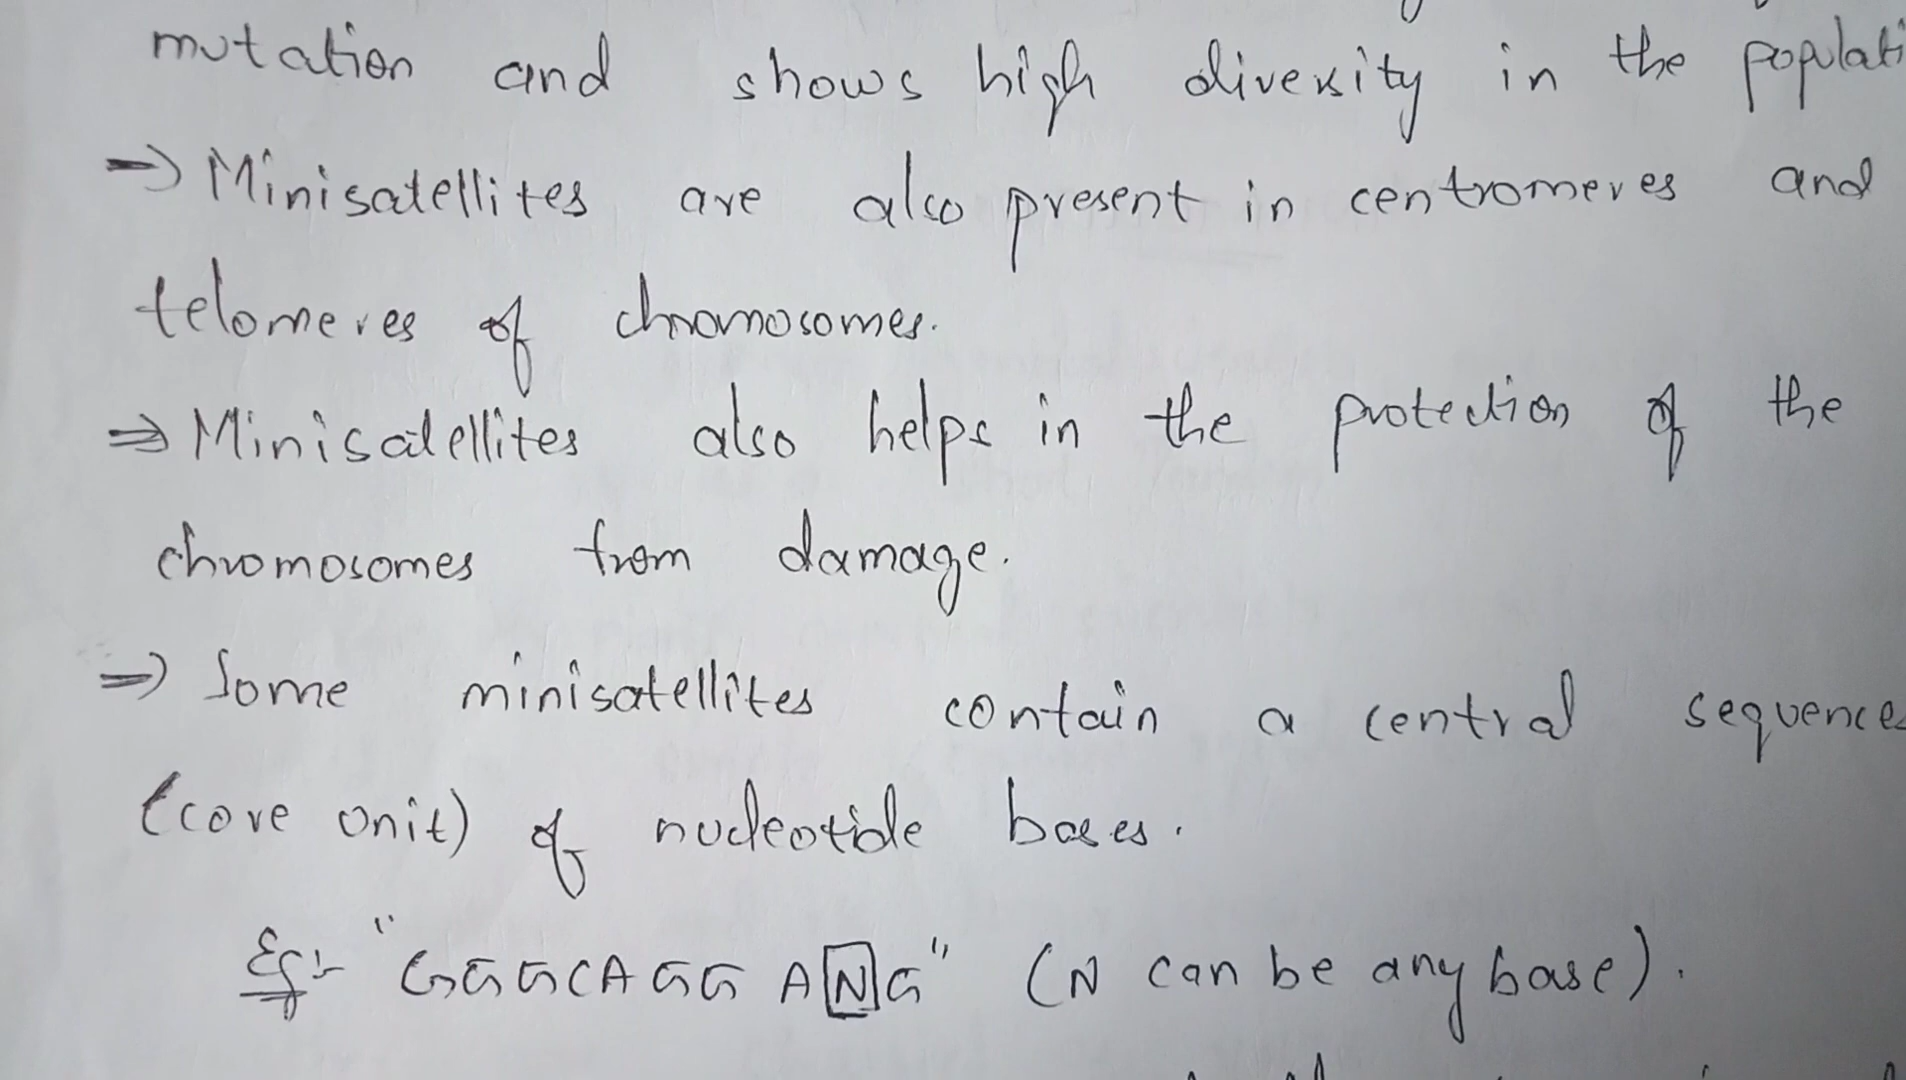 mutation and shows high diversity in the populati
⇒ Minisatellites are also present in centromeres and
telomeres of chromosomes.
⇒ Minisatellites also helps in the protection of the
chromosomes from damage.
⇒ Some minisatellites contain a central sequence
(core unit) of nucleotide bases.
Eg:- "GGGCAGGANG" (N can be any base).